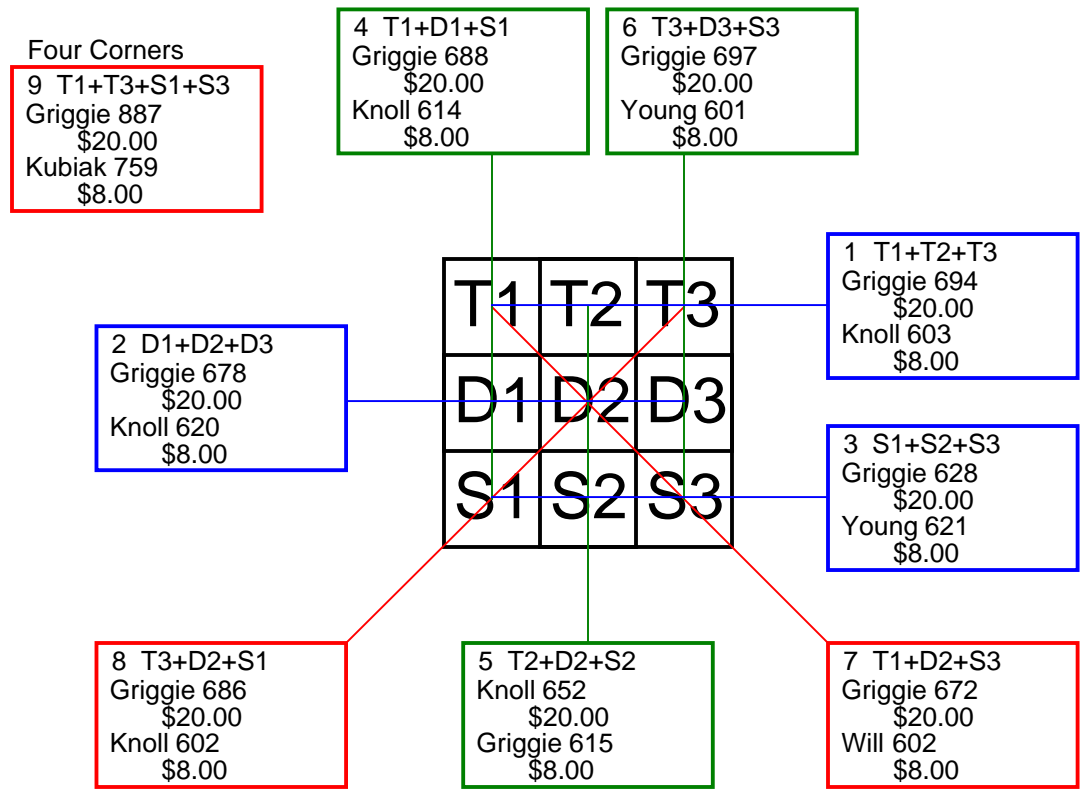 Four Corners
9 T1+T3+S1+S3
Griggie 887
$20.00
Kubiak 759
$8.00
4 T1+D1+S1
Griggie 688
$20.00
Knoll 614
$8.00
6 T3+D3+S3
Griggie 697
$20.00
Young 601
$8.00
1 T1+T2+T3
Griggie 694
$20.00
Knoll 603
$8.00
2 D1+D2+D3
Griggie 678
$20.00
Knoll 620
$8.00
T1 T2 T3
D1 D2 D3
S1 S2 S3
3 S1+S2+S3
Griggie 628
$20.00
Young 621
$8.00
8 T3+D2+S1
Griggie 686
$20.00
Knoll 602
$8.00
5 T2+D2+S2
Knoll 652
$20.00
Griggie 615
$8.00
7 T1+D2+S3
Griggie 672
$20.00
Will 602
$8.00